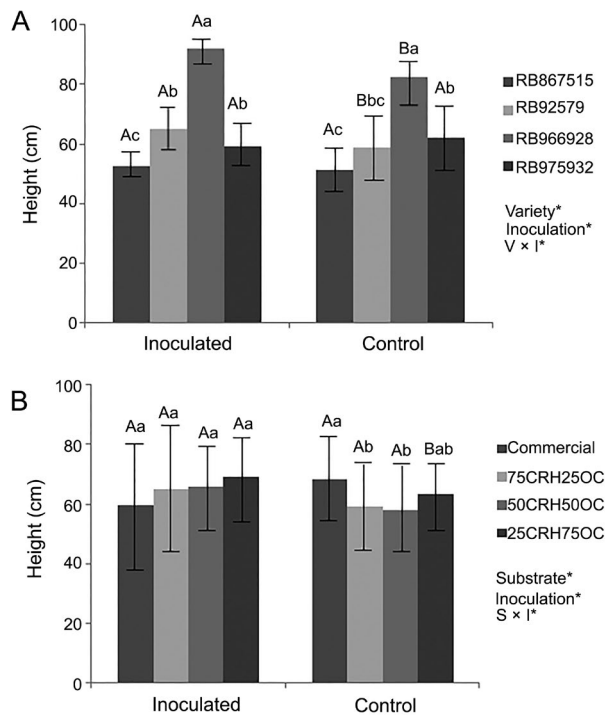 A
100
80
60
40
20
0
Height (cm)
Ac
Ab
Aa
Ab
Ac
Bbc
Ba
Ab
Inoculated
Control
RB867515
RB92579
RB966928
RB975932
Variety*
Inoculation*
V × I*
B
100
80
60
40
20
0
Height (cm)
Aa
Aa
Aa
Aa
Aa
Ab
Ab
Bab
Inoculated
Control
Commercial
75CRH25OC
50CRH50OC
25CRH75OC
Substrate*
Inoculation*
S × I*